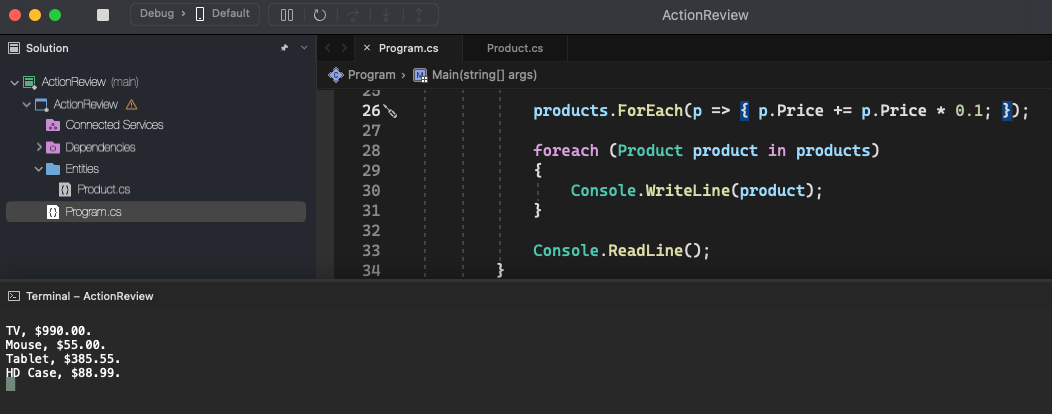 Debug › Default
ActionReview
Solution
Program.cs
Product.cs
Program › Main(string[] args)
ActionReview (main)
ActionReview
Connected Services
Dependencies
Entities
Product.cs
Program.cs
25
26 products.ForEach(p => { p.Price += p.Price * 0.1; });
27
28 foreach (Product product in products)
29 {
30 Console.WriteLine(product);
31 }
32
33 Console.ReadLine();
34 }
Terminal – ActionReview
TV, $990.00.
Mouse, $55.00.
Tablet, $385.55.
HD Case, $88.99.